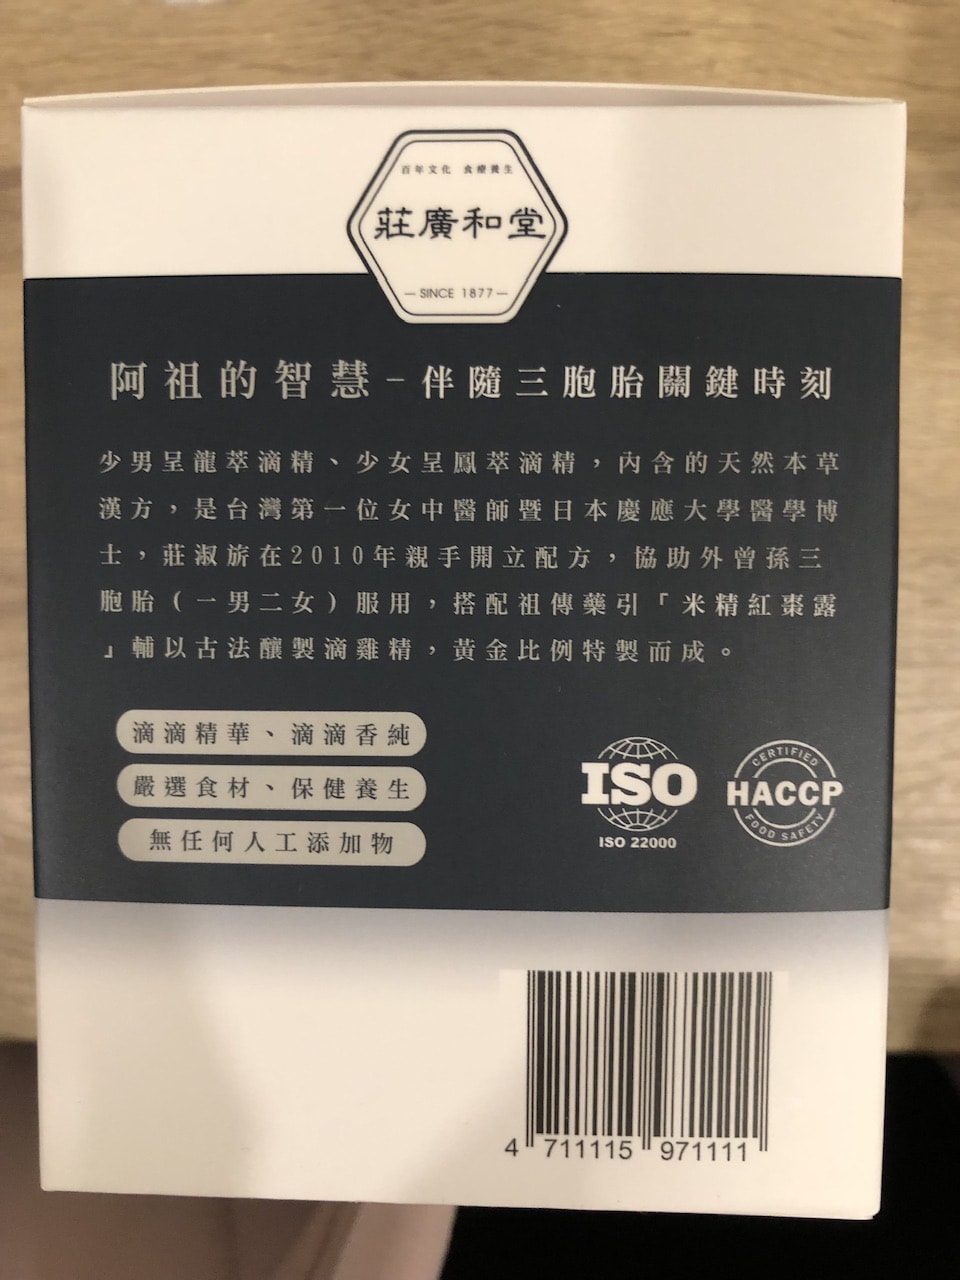 百年文化 食療養生
莊廣和堂
SINCE 1877
阿祖的智慧–伴隨三胞胎關鍵時刻
少男呈龍萃滴精、少女呈鳳萃滴精，內含的天然本草
漢方，是台灣第一位女中醫師暨日本慶應大學醫學博
士，莊淑旂在2010年親手開立配方，協助外曾孫三
胞胎（一男二女）服用，搭配祖傳藥引「米精紅棗露
」輔以古法釀製滴雞精，黃金比例特製而成。
滴滴精華、滴滴香純
嚴選食材、保健養生
無任何人工添加物
ISO
ISO 22000
CERTIFIED
HACCP
FOOD SAFETY
4 711115 971111